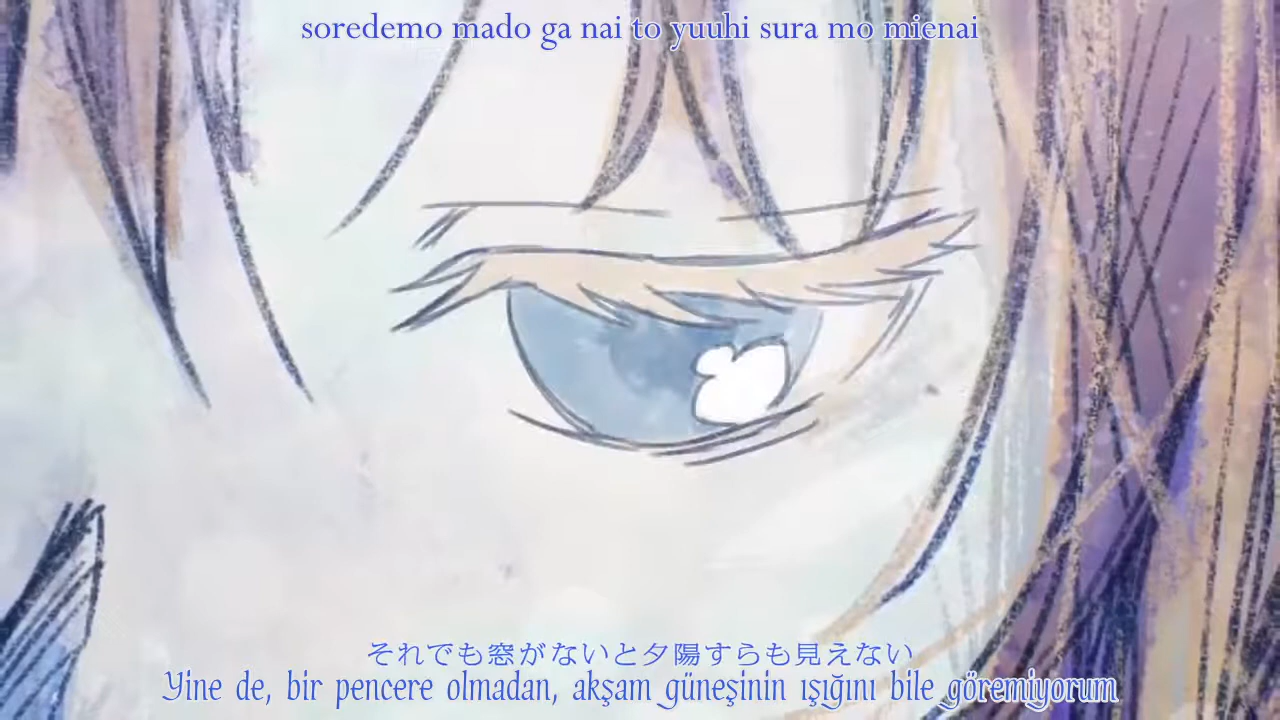 soredemo mado ga nai to yuuhi sura mo mienai
それでも窓がないと夕陽すらも見えない
Yine de, bir pencere olmadan, akşam güneşinin ışığını bile göremiyorum